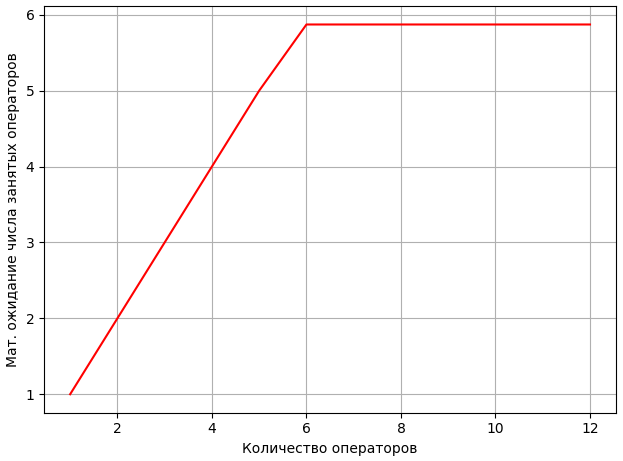 6
5
4
3
2
1
Мат. ожидание числа занятых операторов
2 4 6 8 10 12
Количество операторов